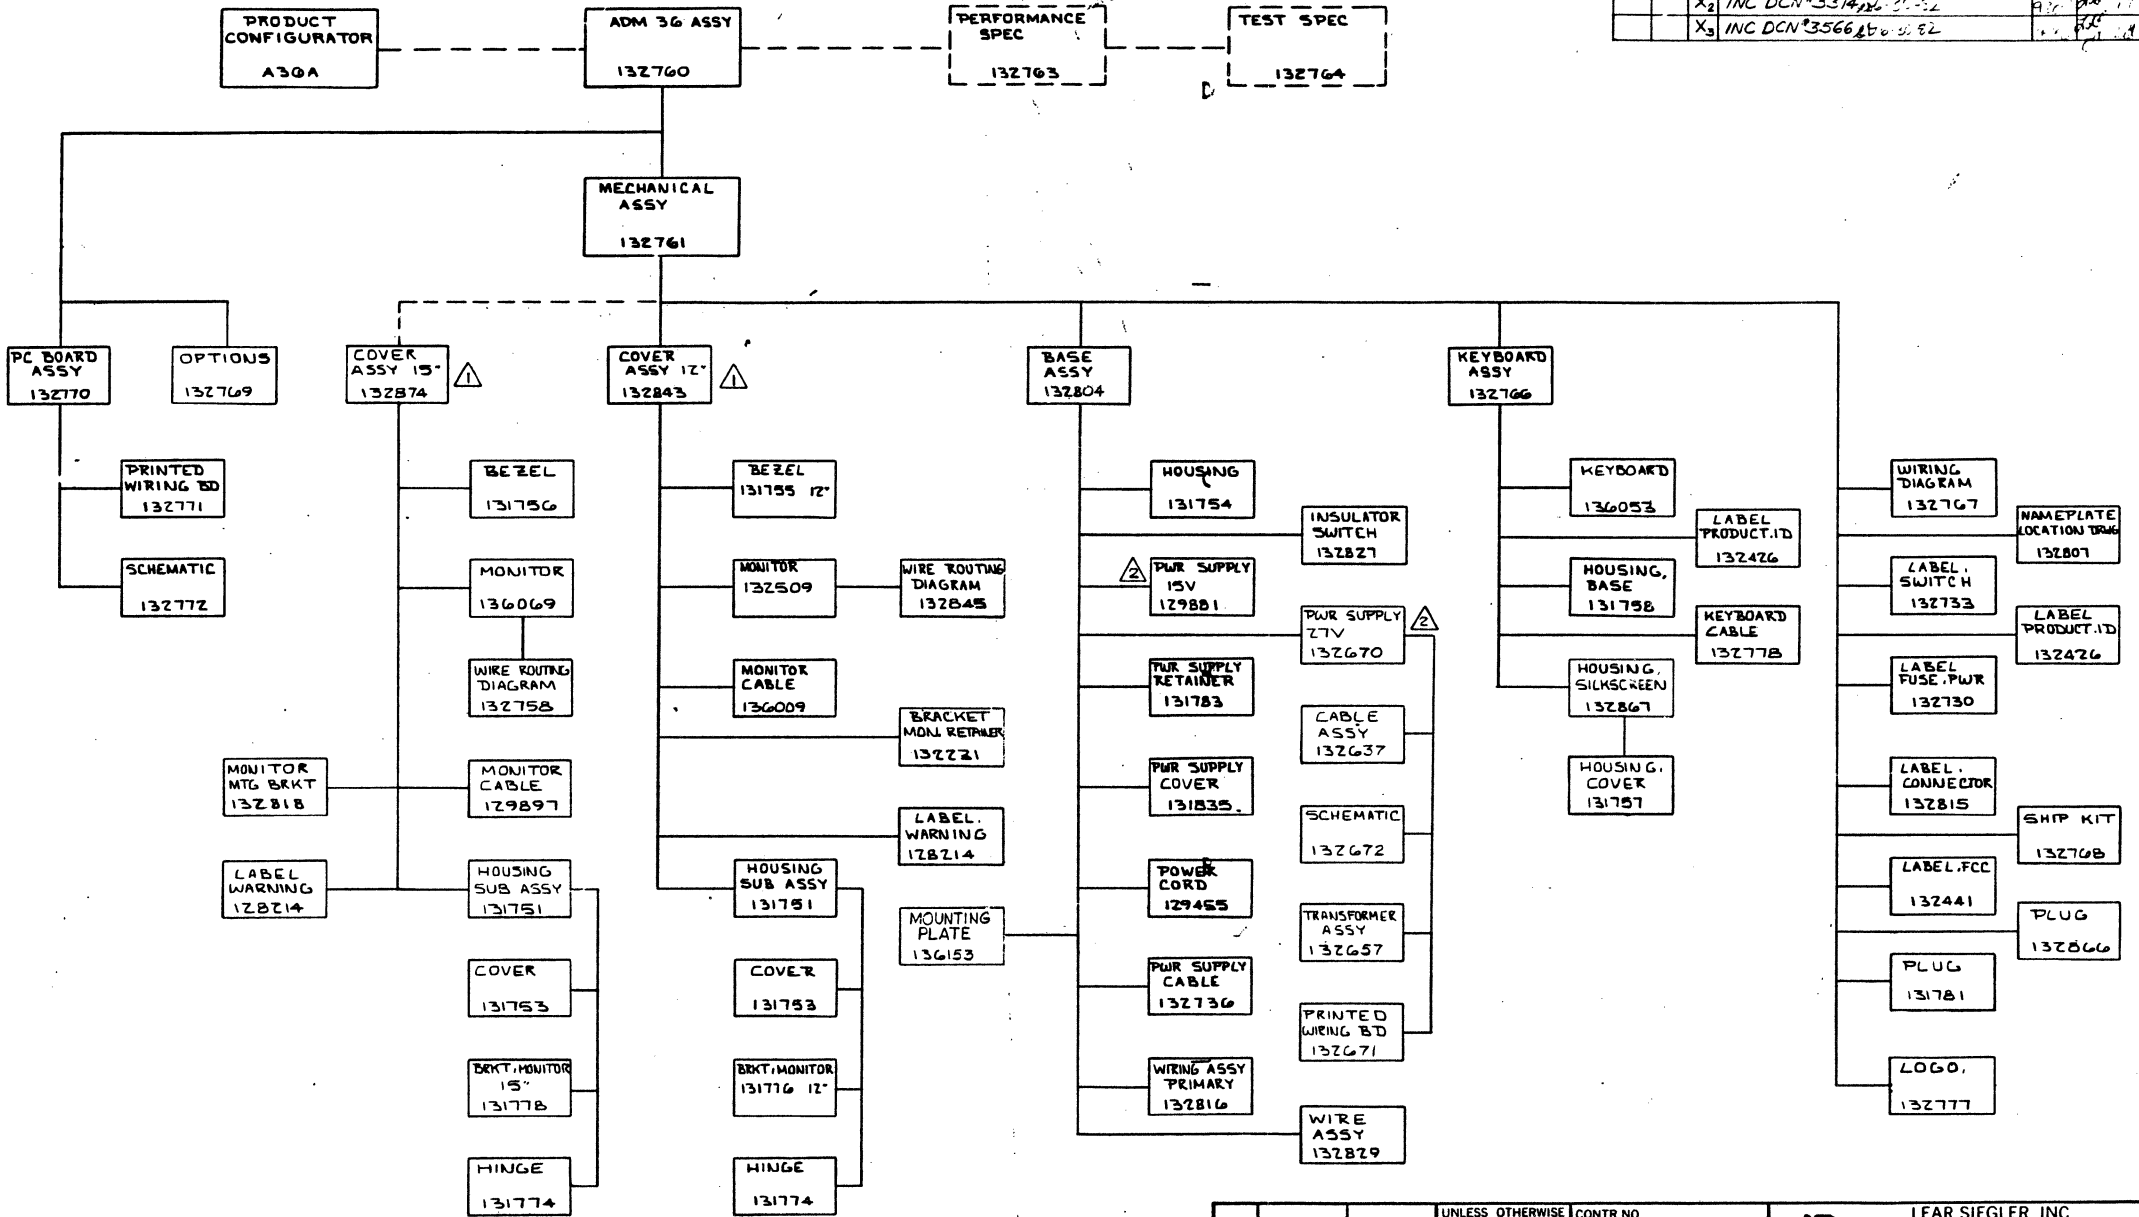 PRODUCT
CONFIGURATOR
A36A
ADM 36 ASSY
132760
PERFORMANCE
SPEC
132763
TEST SPEC
132764
D
X2 INC DCN#3314
X3 INC DCN#3566
MECHANICAL
ASSY
132761
PC BOARD
ASSY
132770
OPTIONS
132769
COVER
ASSY 15"
132874
1
COVER
ASSY 12"
132843
1
BASE
ASSY
132804
KEYBOARD
ASSY
132766
PRINTED
WIRING BD
132771
SCHEMATIC
132772
BEZEL
131756
MONITOR
136069
WIRE ROUTING
DIAGRAM
132758
MONITOR
MTG BRKT
132818
MONITOR
CABLE
129897
LABEL
WARNING
128214
HOUSING
SUB ASSY
131751
COVER
131753
BRKT, MONITOR
15"
131778
HINGE
131774
BEZEL
131755 12"
MONITOR
132509
WIRE ROUTING
DIAGRAM
132845
MONITOR
CABLE
136009
BRACKET
MON. RETAINER
132231
LABEL,
WARNING
128214
HOUSING
SUB ASSY
131751
COVER
131753
BRKT, MONITOR
131776 12"
HINGE
131774
HOUSING
131754
INSULATOR
SWITCH
132827
2
PWR SUPPLY
15V
129881
PWR SUPPLY
27V
132670
2
PWR SUPPLY
RETAINER
131783
CABLE
ASSY
132637
PWR SUPPLY
COVER
131835
SCHEMATIC
132672
POWER
CORD
129455
MOUNTING
PLATE
136153
TRANSFORMER
ASSY
132657
PWR SUPPLY
CABLE
132736
PRINTED
WIRING BD
132671
WIRING ASSY
PRIMARY
132816
WIRE
ASSY
132829
KEYBOARD
136053
LABEL
PRODUCT.ID
132426
HOUSING,
BASE
131758
KEYBOARD
CABLE
132778
HOUSING,
SILKSCREEN
132867
HOUSING,
COVER
131757
WIRING
DIAGRAM
132767
NAMEPLATE
LOCATION DRWG
132807
LABEL,
SWITCH
132733
LABEL
PRODUCT.ID
132426
LABEL
FUSE, PWR
132730
LABEL,
CONNECTOR
132815
SHIP KIT
132768
LABEL, FCC
132441
PLUG
132866
PLUG
131781
LOGO,
132777
UNLESS OTHERWISE
CONTR NO
LEAR SIEGLER, INC